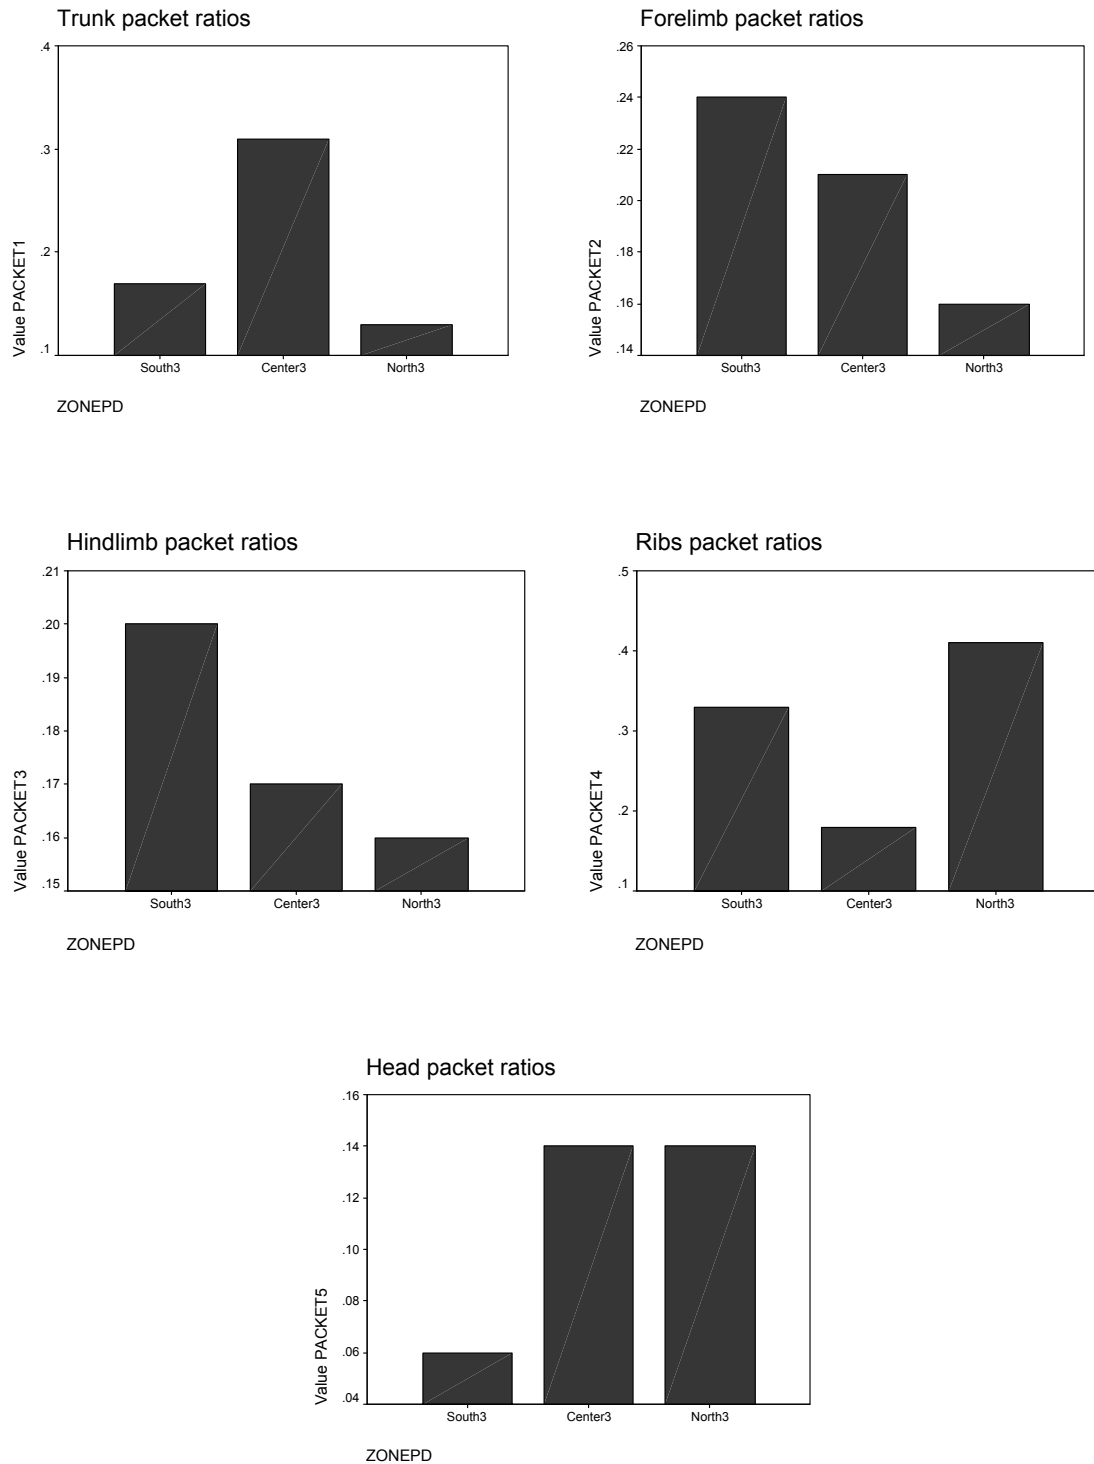 Trunk packet ratios
.4
.3
.2
.1
Value PACKET1
South3 Center3 North3
ZONEPD
Forelimb packet ratios
.26
.24
.22
.20
.18
.16
.14
Value PACKET2
South3 Center3 North3
ZONEPD
Hindlimb packet ratios
.21
.20
.19
.18
.17
.16
.15
Value PACKET3
South3 Center3 North3
ZONEPD
Ribs packet ratios
.5
.4
.3
.2
.1
Value PACKET4
South3 Center3 North3
ZONEPD
Head packet ratios
.16
.14
.12
.10
.08
.06
.04
Value PACKET5
South3 Center3 North3
ZONEPD